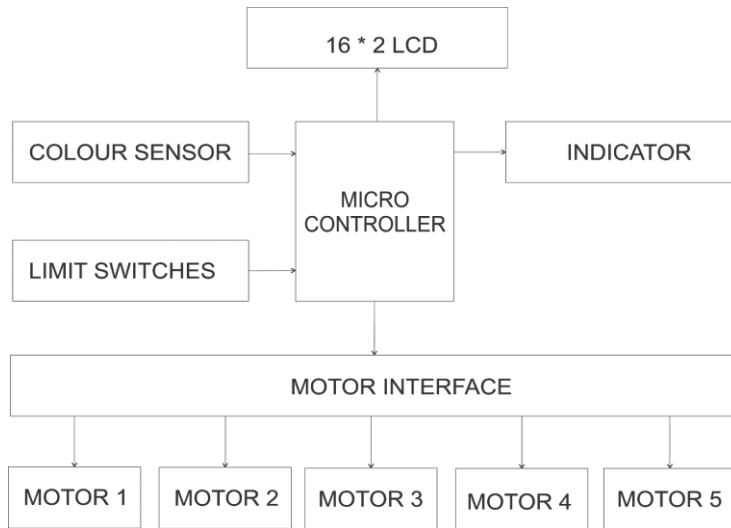 16 * 2 LCD
COLOUR SENSOR
INDICATOR
MICRO
CONTROLLER
LIMIT SWITCHES
MOTOR INTERFACE
MOTOR 1
MOTOR 2
MOTOR 3
MOTOR 4
MOTOR 5